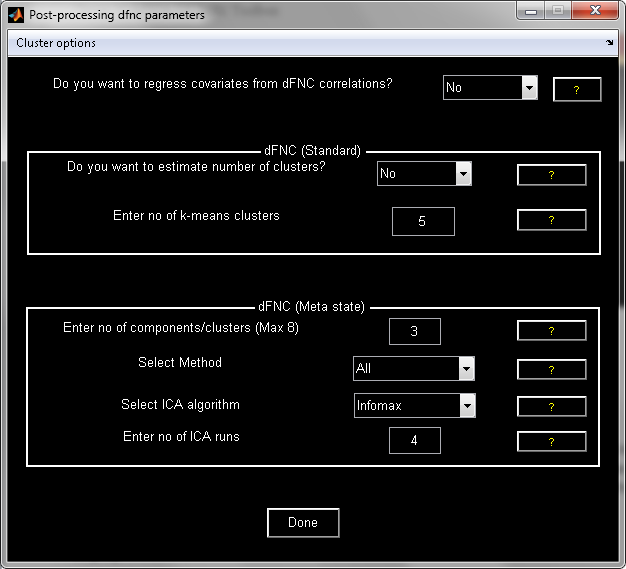 Post-processing dfnc parameters
Cluster options
Do you want to regress covariates from dFNC correlations? No ?
dFNC (Standard)
Do you want to estimate number of clusters? No ?
Enter no of k-means clusters 5 ?
dFNC (Meta state)
Enter no of components/clusters (Max 8) 3 ?
Select Method All ?
Select ICA algorithm Infomax ?
Enter no of ICA runs 4 ?
Done